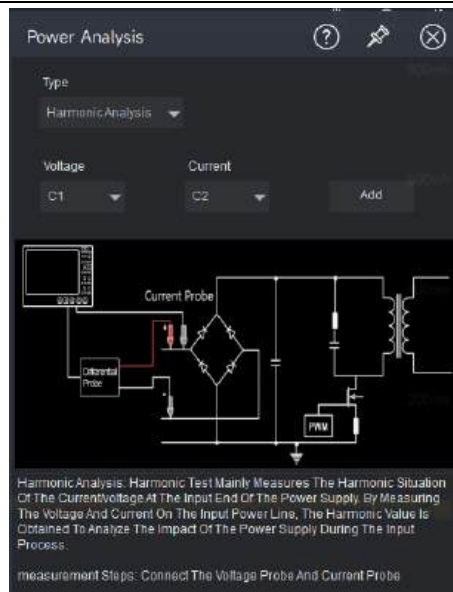 Power Analysis
?
Type
Harmonic Analysis
Voltage
Current
C1
C2
Add
Current Probe
Differential
Probe
PWM
Harmonic Analysis: Harmonic Test Mainly Measures The Harmonic Situation
Of The Current/voltage At The Input End Of The Power Supply. By Measuring
The Voltage And Current On The Input Power Line, The Harmonic Value Is
Obtained To Analyze The Impact Of The Power Supply During The Input
Process.
measurement Steps: Connect The Voltage Probe And Current Probe